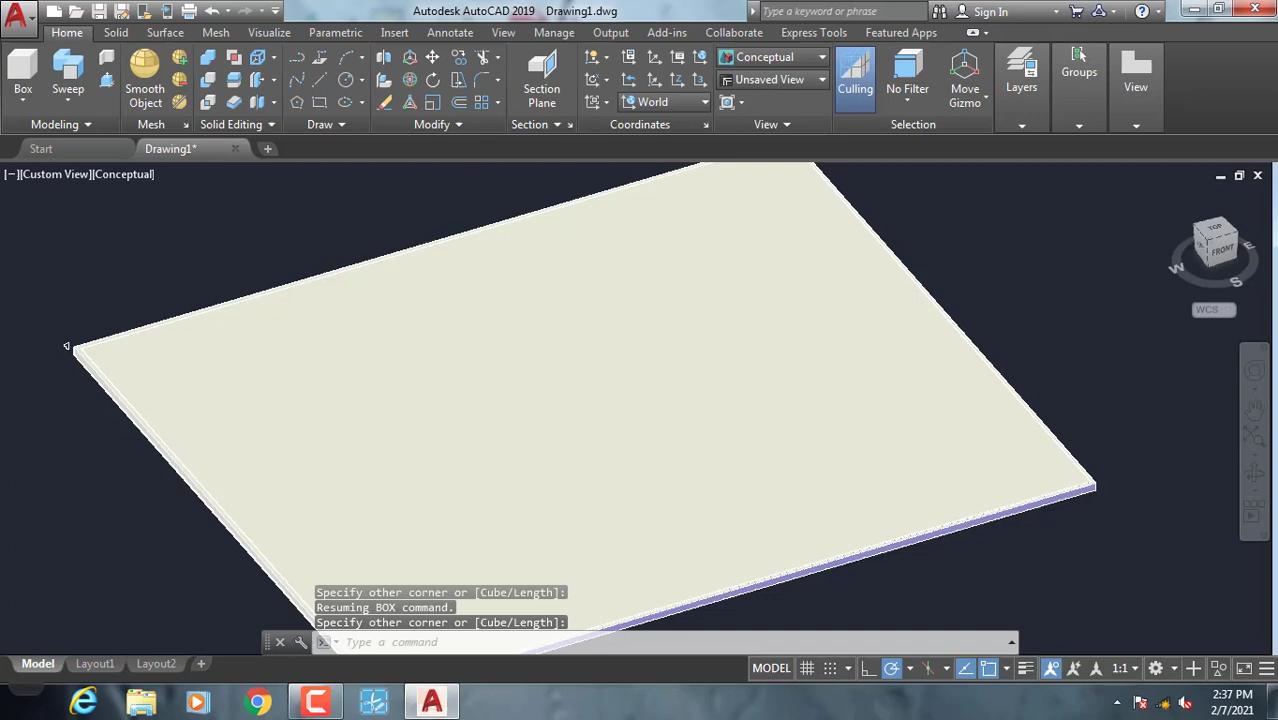 Autodesk AutoCAD 2019 Drawing1.dwg
Type a keyword or phrase
Sign In
Home Solid Surface Mesh Visualize Parametric Insert Annotate View Manage Output Add-ins Collaborate Express Tools Featured Apps
Box
Sweep
Smooth Object
Section Plane
World
Conceptual
Unsaved View
Culling
No Filter
Move Gizmo
Layers
Groups
View
Modeling Mesh Solid Editing Draw Modify Section Coordinates View Selection
Start Drawing1*
[−][Custom View][Conceptual]
TOP
FRONT
E
W
S
WCS
Specify other corner or [Cube/Length]:
Resuming BOX command.
Specify other corner or [Cube/Length]:
Type a command
Model Layout1 Layout2
MODEL 1:1
2:37 PM
2/7/2021